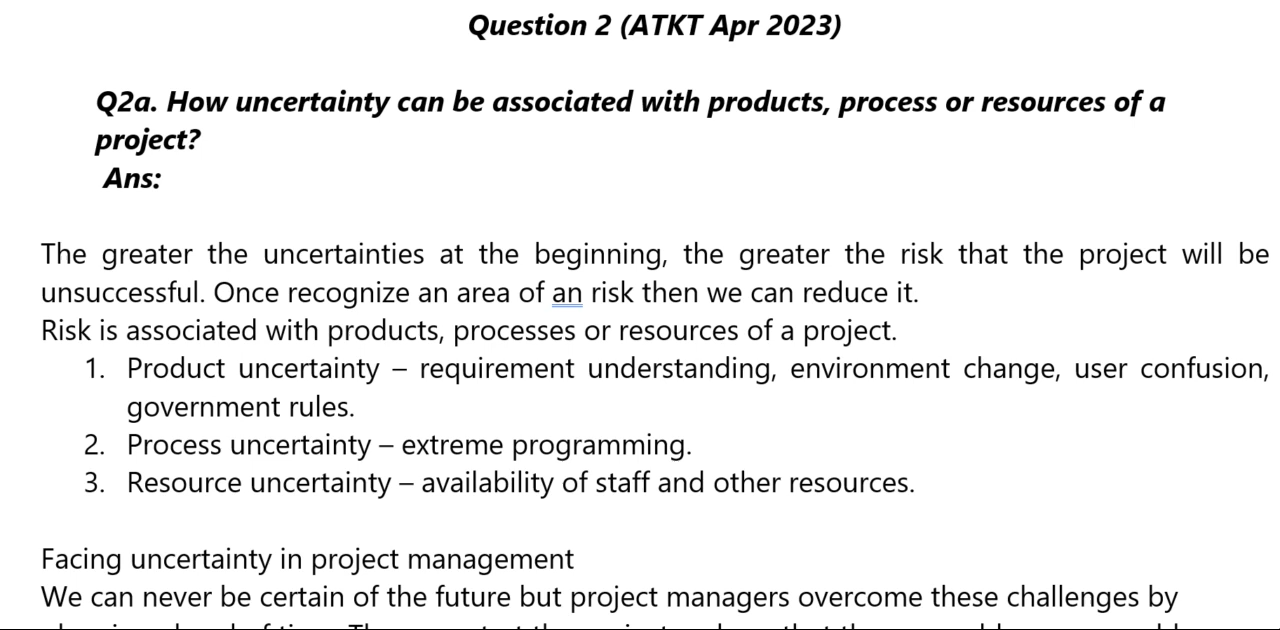 Question 2 (ATKT Apr 2023)
Q2a. How uncertainty can be associated with products, process or resources of a
project?
Ans:
The greater the uncertainties at the beginning, the greater the risk that the project will be
unsuccessful. Once recognize an area of an risk then we can reduce it.
Risk is associated with products, processes or resources of a project.
1. Product uncertainty – requirement understanding, environment change, user confusion,
government rules.
2. Process uncertainty – extreme programming.
3. Resource uncertainty – availability of staff and other resources.
Facing uncertainty in project management
We can never be certain of the future but project managers overcome these challenges by